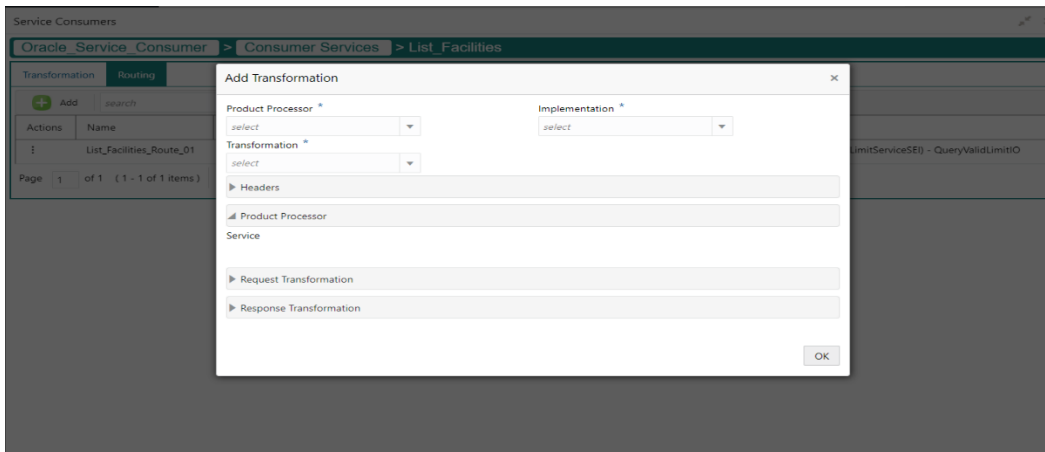 Service Consumers
Oracle_Service_Consumer > Consumer Services > List_Facilities
Transformation Routing
Add search
Actions Name
List_Facilities_Route_01 LimitServiceSEI) - QueryValidLimitIO
Page 1 of 1 (1 - 1 of 1 items)
Add Transformation ×
Product Processor * Implementation *
select select
Transformation *
select
Headers
Product Processor
Service
Request Transformation
Response Transformation
OK